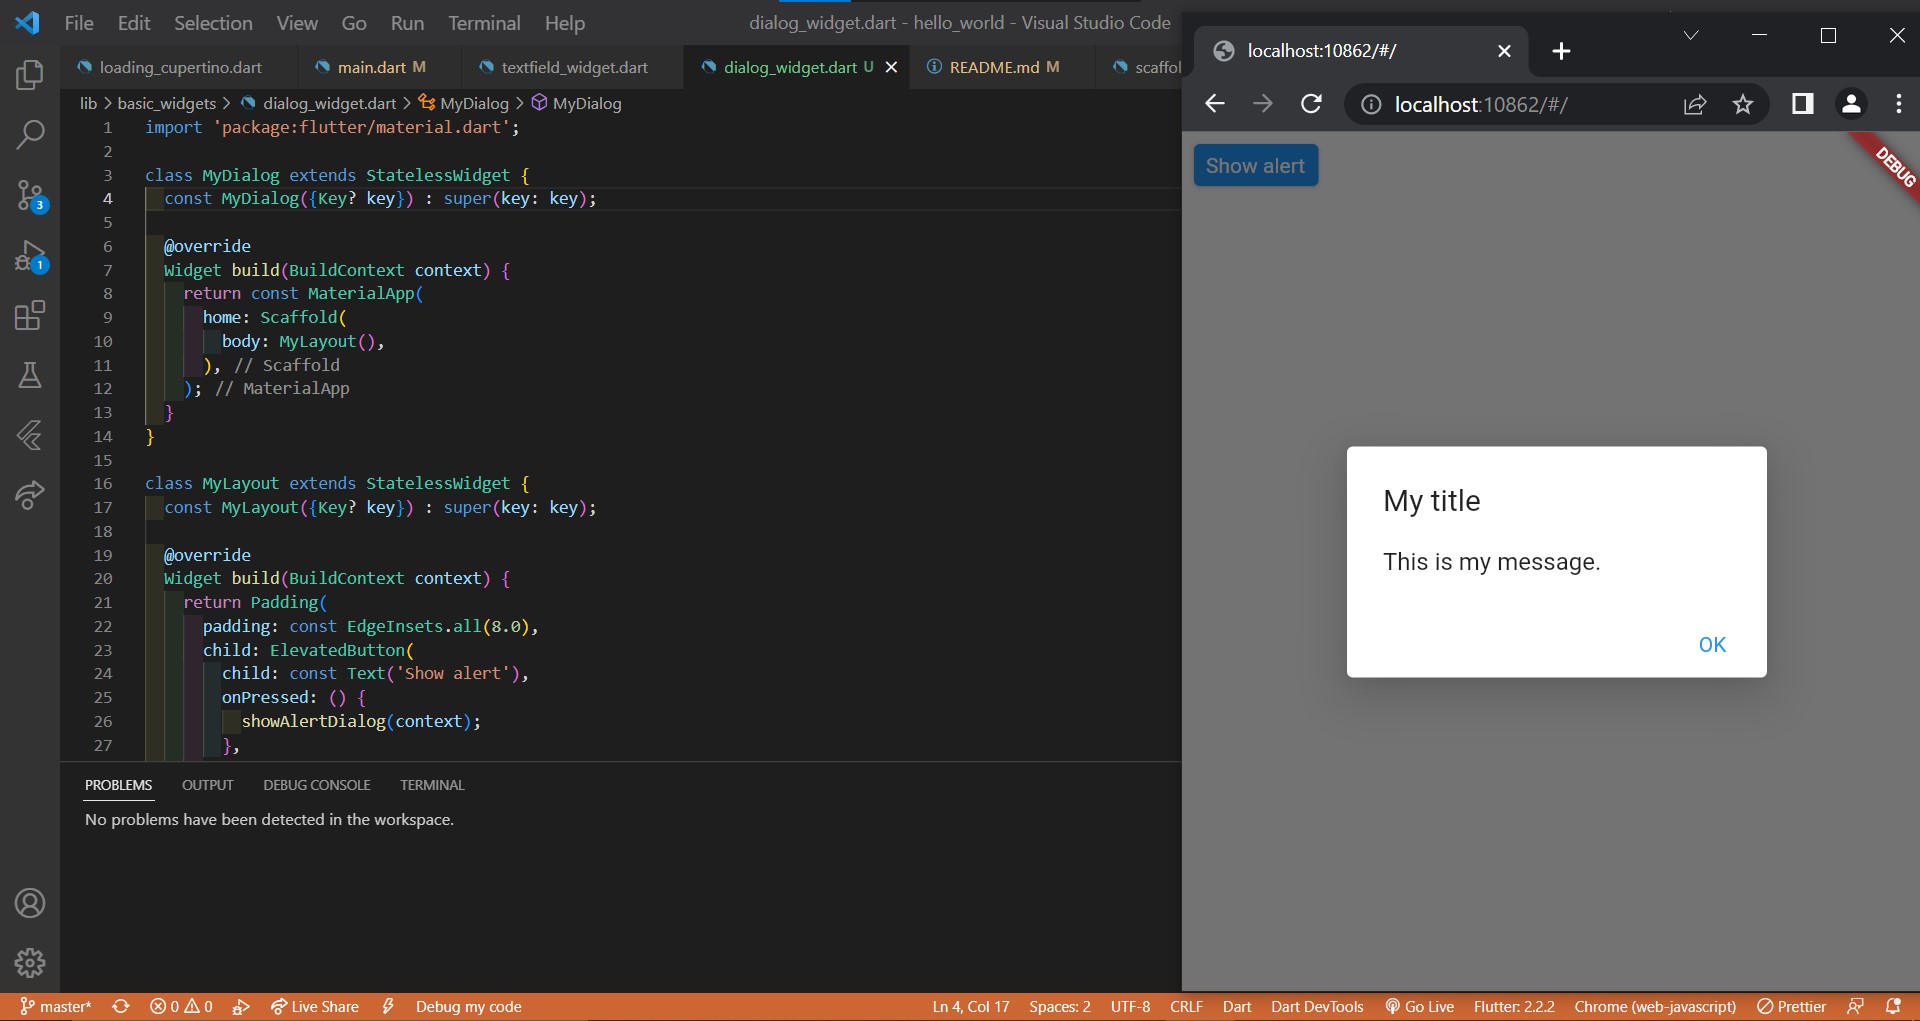 File Edit Selection View Go Run Terminal Help dialog_widget.dart - hello_world - Visual Studio Code
loading_cupertino.dart main.dart M textfield_widget.dart dialog_widget.dart U README.md M scaffol
lib > basic_widgets > dialog_widget.dart > MyDialog > MyDialog
1 import 'package:flutter/material.dart';
2
3 class MyDialog extends StatelessWidget {
4 const MyDialog({Key? key}) : super(key: key);
5
6 @override
7 Widget build(BuildContext context) {
8 return const MaterialApp(
9 home: Scaffold(
10 body: MyLayout(),
11 ), // Scaffold
12 ); // MaterialApp
13 }
14 }
15
16 class MyLayout extends StatelessWidget {
17 const MyLayout({Key? key}) : super(key: key);
18
19 @override
20 Widget build(BuildContext context) {
21 return Padding(
22 padding: const EdgeInsets.all(8.0),
23 child: ElevatedButton(
24 child: const Text('Show alert'),
25 onPressed: () {
26 showAlertDialog(context);
27 },
3
1
PROBLEMS OUTPUT DEBUG CONSOLE TERMINAL
No problems have been detected in the workspace.
localhost:10862/#/
localhost:10862/#/
Show alert
DEBUG
My title
This is my message.
OK
master* 0 0 Live Share Debug my code Ln 4, Col 17 Spaces: 2 UTF-8 CRLF Dart Dart DevTools Go Live Flutter: 2.2.2 Chrome (web-javascript) Prettier